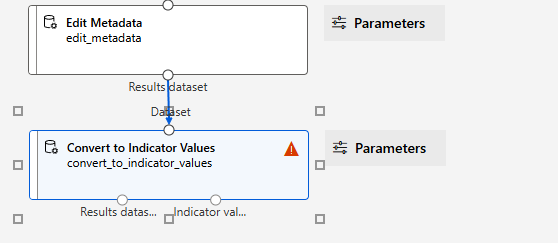 Edit Metadata
edit_metadata
Parameters
Results dataset
Dataset
Convert to Indicator Values
convert_to_indicator_values
Parameters
Results datas...
Indicator val...